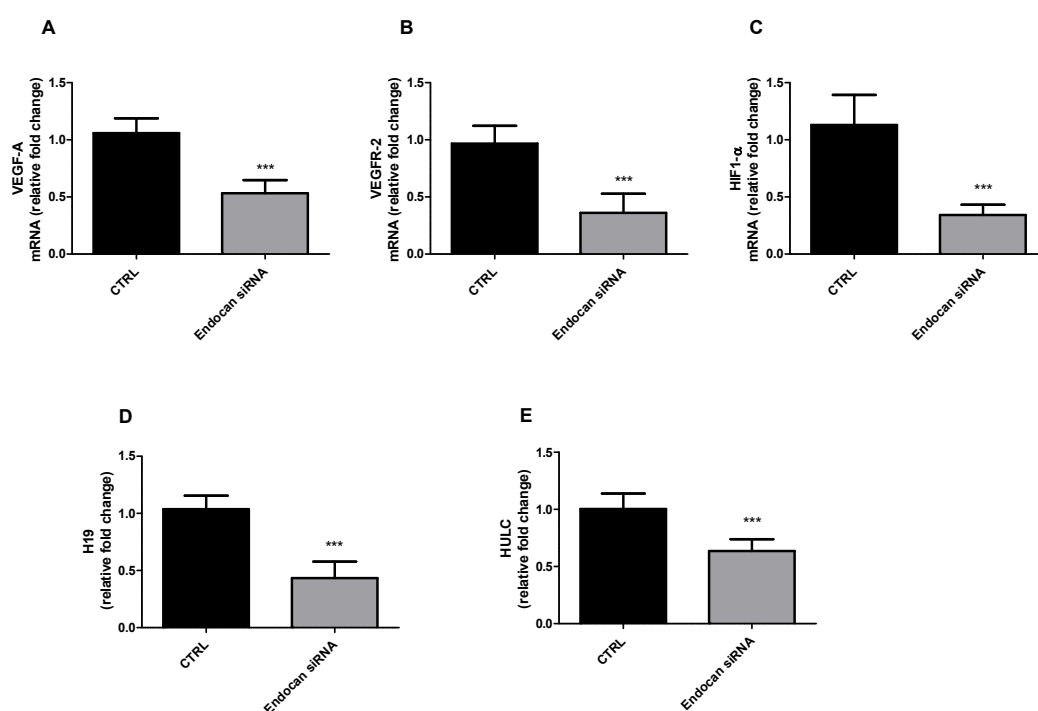 A
VEGF-A
mRNA (relative fold change)
1.5
1.0
0.5
0.0
***
CTRL
Endocan siRNA
B
VEGFR-2
mRNA (relative fold change)
1.5
1.0
0.5
0.0
***
CTRL
Endocan siRNA
C
HIF1-α
mRNA (relative fold change)
1.5
1.0
0.5
0.0
***
CTRL
Endocan siRNA
D
H19
(relative fold change)
1.5
1.0
0.5
0.0
***
CTRL
Endocan siRNA
E
HULC
(relative fold change)
1.5
1.0
0.5
0.0
***
CTRL
Endocan siRNA